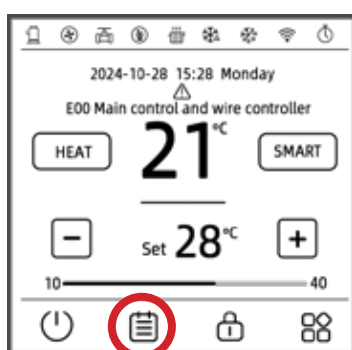 2024-10-28 15:28 Monday
E00 Main control and wire controller
HEAT
21°C
SMART
Set 28°C
10
40